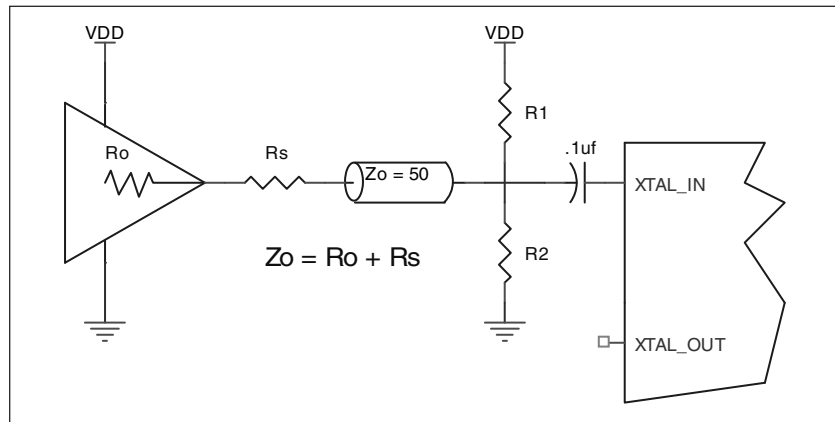 VDD
VDD
R1
Ro
Rs
Zo = 50
.1uf
XTAL_IN
Zo = Ro + Rs
R2
XTAL_OUT